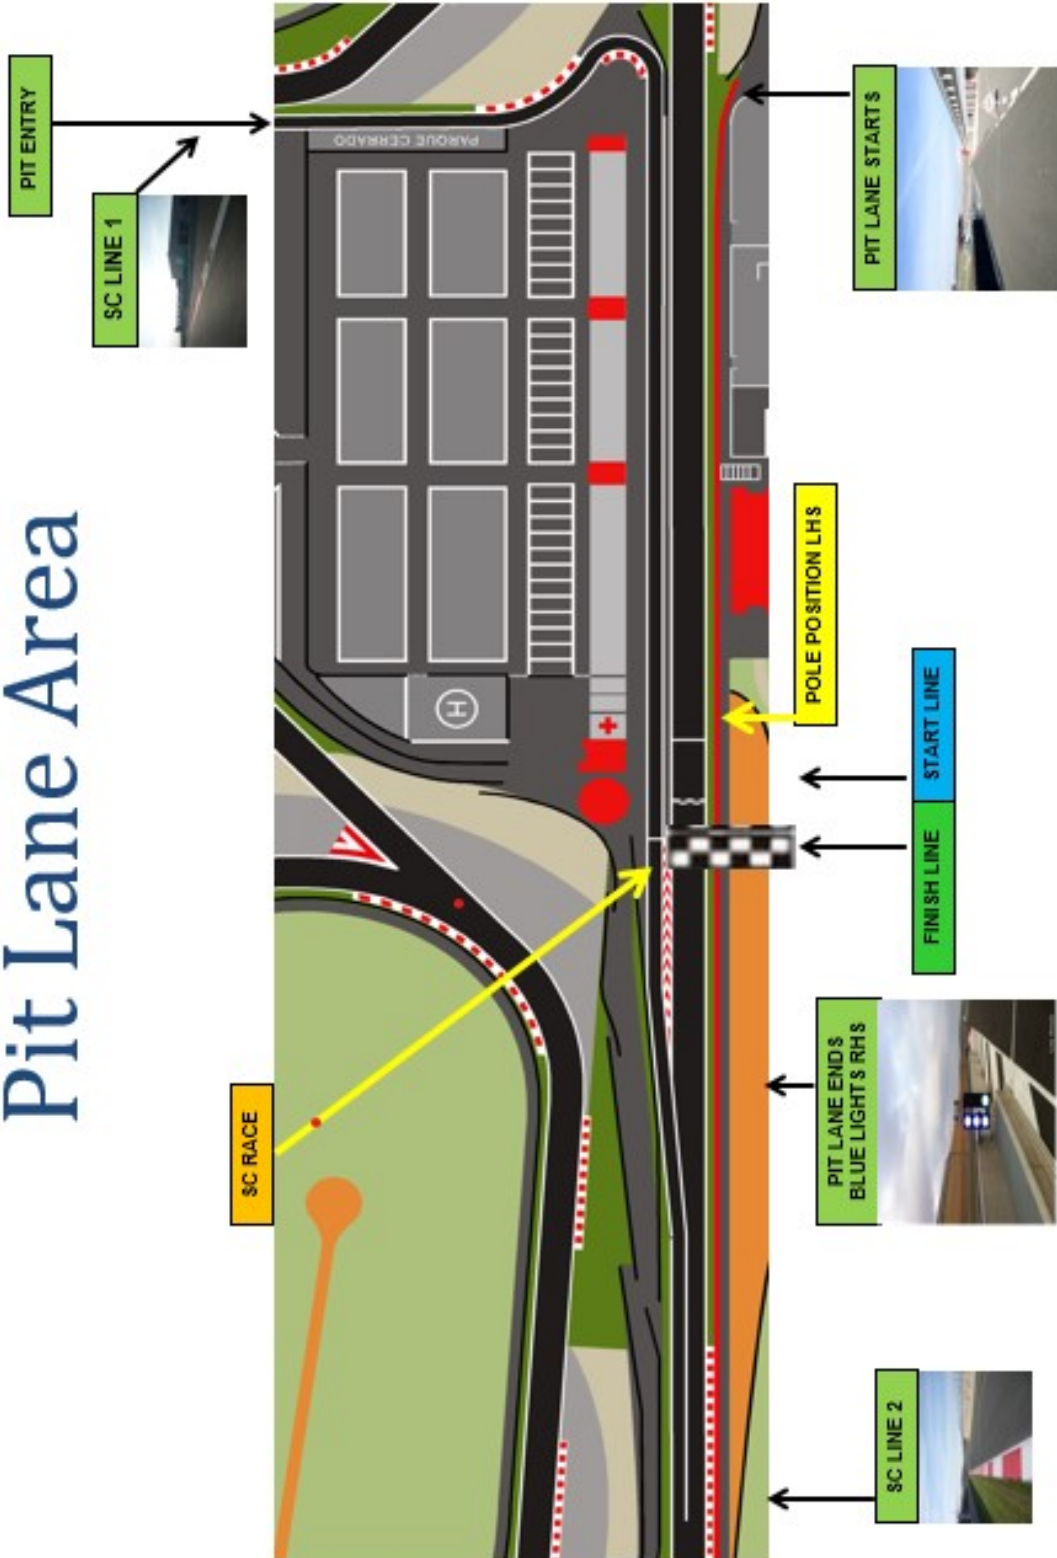 Pit Lane Area
PIT ENTRY
SC LINE 1
PARQUE CERRADO
H
PIT LANE STARTS
POLE POSITION LHS
START LINE
FINISH LINE
SC RACE
PIT LANE ENDS
BLUE LIGHTS RHS
SC LINE 2